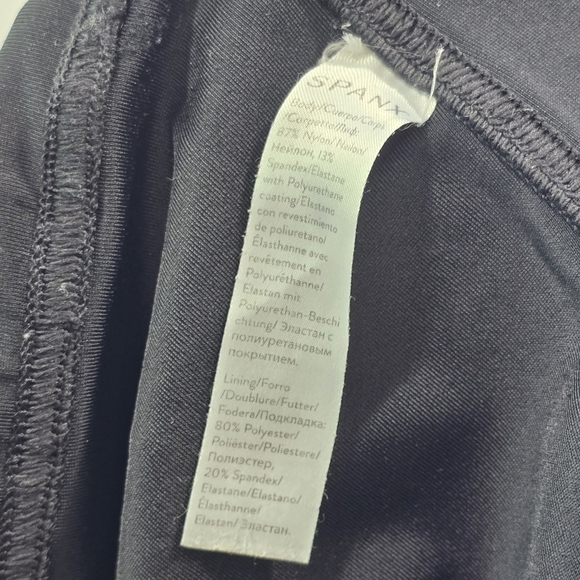 SPANX
Body/Cuerpo/Corps
/Corpetto/Лиф:
87% Nylon/ Nailon/
Нейлон, 13%
Spandex/Elastane
with Polyurethane
coating/Elastano
con revestimiento
de poliuretano/
Élasthanne avec
revêtement en
Polyuréthanne/
Elastan mit
Polyurethan-Beschi
chtung/ Эластан с
полиуретановым
покрытием.
Lining/Forro
/Doublure/Futter/
Fodera/Подкладка:
80% Polyester/
Poliéster/Poliestere/
Полиэстер,
20% Spandex/
Elastane/Elastano/
Élasthanne/
Elastan/ Эластан.